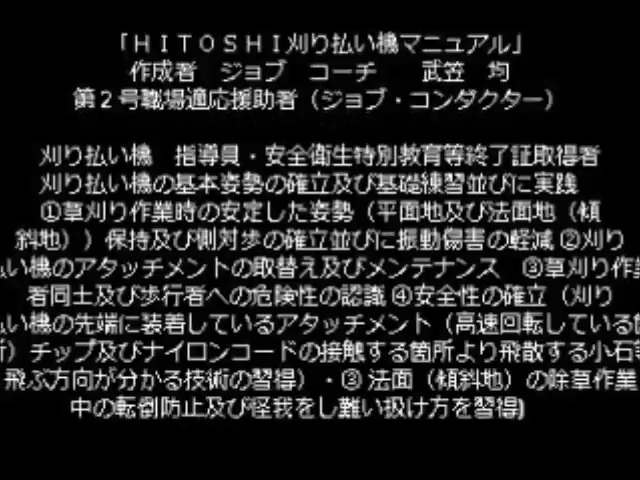 「ＨＩＴＯＳＨＩ刈り払い機マニュアル」
作成者　ジョブ　コーチ　　武笠　均
第２号職場適応援助者（ジョブ・コンダクター）
刈り払い機　指導員・安全衛生特別教育等終了証取得者
刈り払い機の基本姿勢の確立及び基礎練習並びに実践
①草刈り作業時の安定した姿勢（平面地及び法面地（傾
斜地））保持及び側対歩の確立並びに振動傷害の軽減 ②刈り
い機のアタッチメントの取替え及びメンテナンス　③草刈り作
者同士及び歩行者への危険性の認識 ④安全性の確立（刈り
い機の先端に装着しているアタッチメント（高速回転している
）チップ及びナイロンコードの接触する箇所より飛散する小石
飛ぶ方向が分かる技術の習得）・③ 法面（傾斜地）の除草作業
中の転倒防止及び怪我をし難い扱け方を習得)